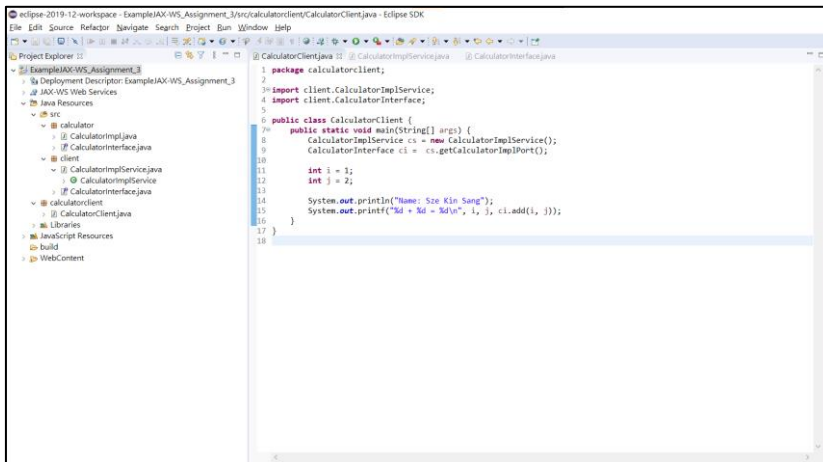 eclipse-2019-12-workspace - ExampleJAX-WS_Assignment_3/src/calculatorclient/CalculatorClient.java - Eclipse SDK
File Edit Source Refactor Navigate Search Project Run Window Help
Project Explorer
ExampleJAX-WS_Assignment_3
Deployment Descriptor: ExampleJAX-WS_Assignment_3
JAX-WS Web Services
Java Resources
src
calculator
CalculatorImpl.java
CalculatorInterface.java
client
CalculatorImplService.java
CalculatorImplService
CalculatorInterface.java
calculatorclient
CalculatorClient.java
Libraries
JavaScript Resources
build
WebContent
CalculatorClient.java CalculatorImplService.java CalculatorInterface.java
1 package calculatorclient;
2
3 import client.CalculatorImplService;
4 import client.CalculatorInterface;
5
6 public class CalculatorClient {
7 public static void main(String[] args) {
8 CalculatorImplService cs = new CalculatorImplService();
9 CalculatorInterface ci = cs.getCalculatorImplPort();
10
11 int i = 1;
12 int j = 2;
13
14 System.out.println("Name: Sze Kin Sang");
15 System.out.printf("%d + %d = %d\n", i, j, ci.add(i, j));
16 }
17 }
18